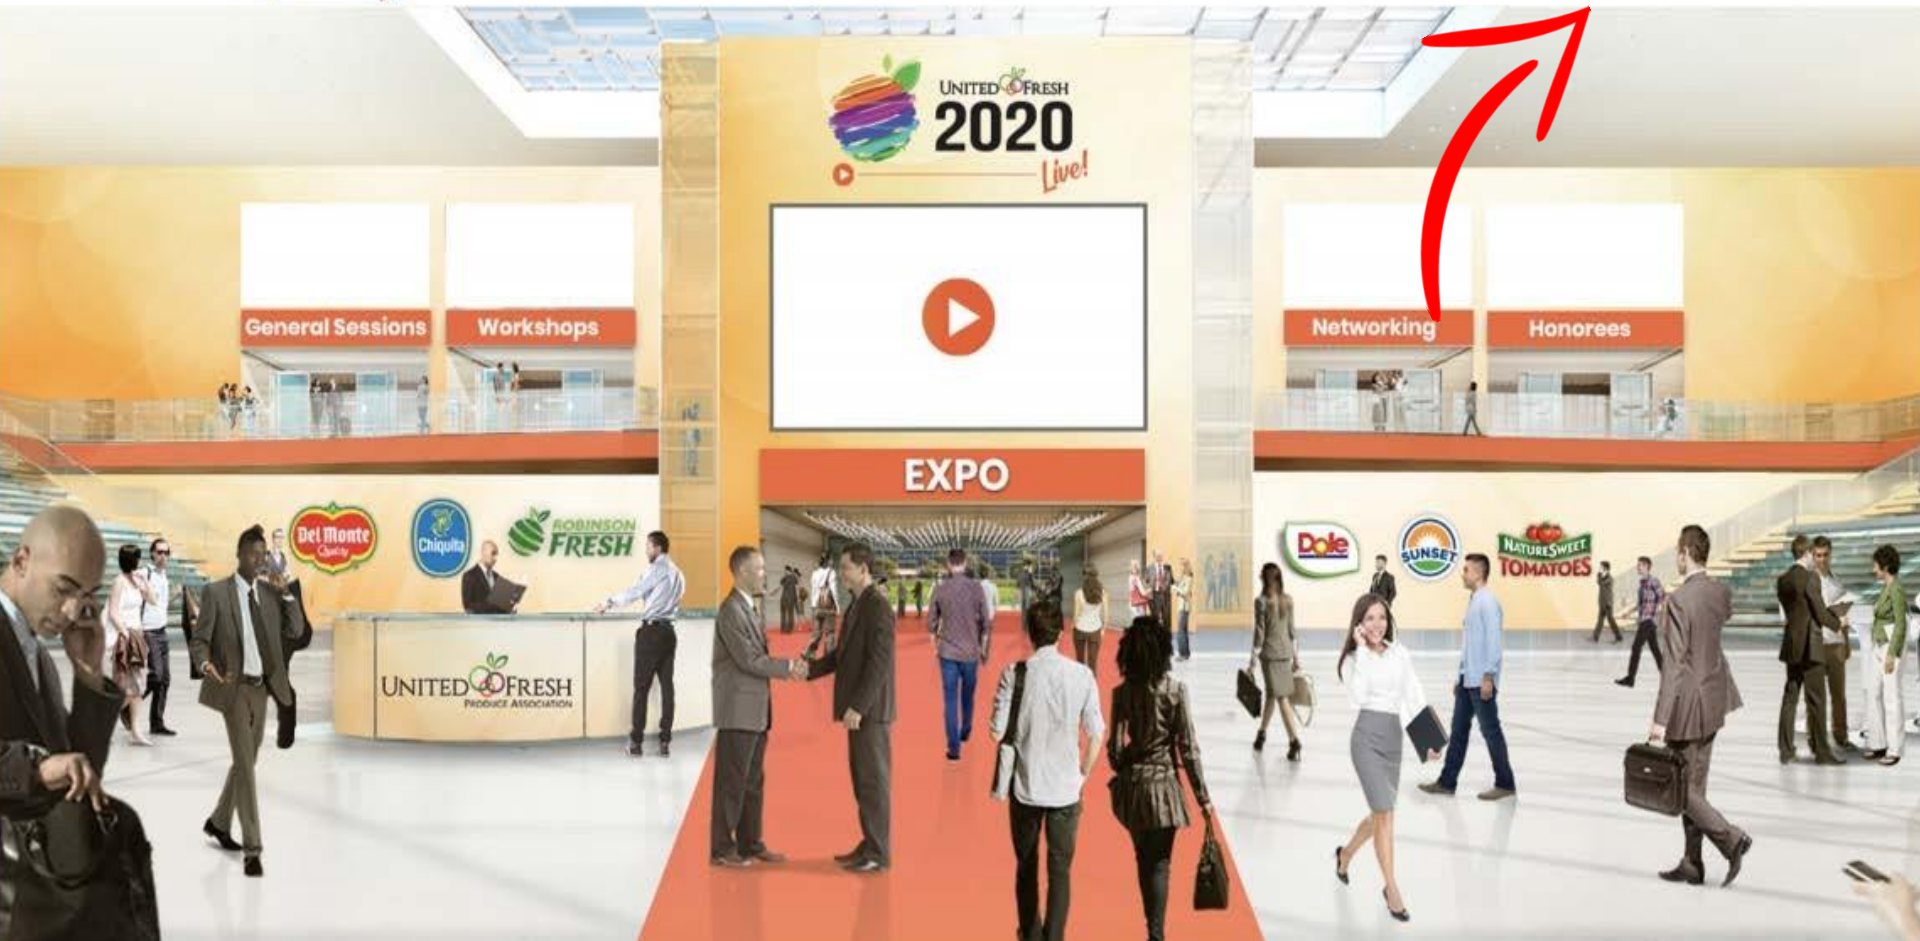 UNITED FRESH
2020
Live!
General Sessions
Workshops
Networking
Honorees
EXPO
Del Monte
Quality
Chiquita
ROBINSON
FRESH
Dole
SUNSET
NATURESWEET
TOMATOES
UNITED FRESH
PRODUCE ASSOCIATION